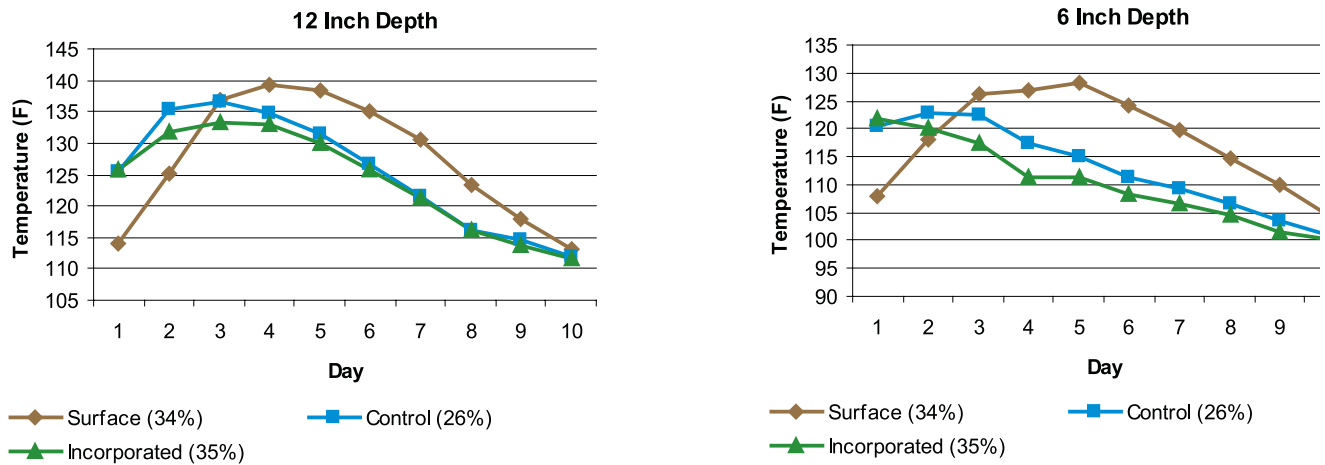 12 Inch Depth
145
140
135
130
125
120
115
110
105
Temperature (F)
1 2 3 4 5 6 7 8 9 10
Day
Surface (34%) Control (26%)
Incorporated (35%)
6 Inch Depth
135
130
125
120
115
110
105
100
95
90
Temperature (F)
1 2 3 4 5 6 7 8 9
Day
Surface (34%) Control (26%)
Incorporated (35%)